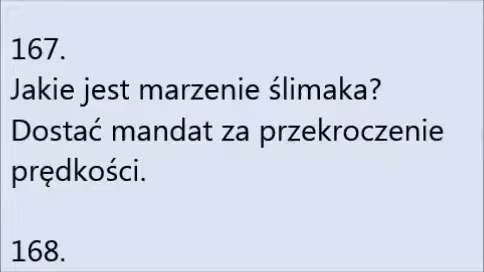 167.
Jakie jest marzenie ślimaka?
Dostać mandat za przekroczenie
prędkości.
168.